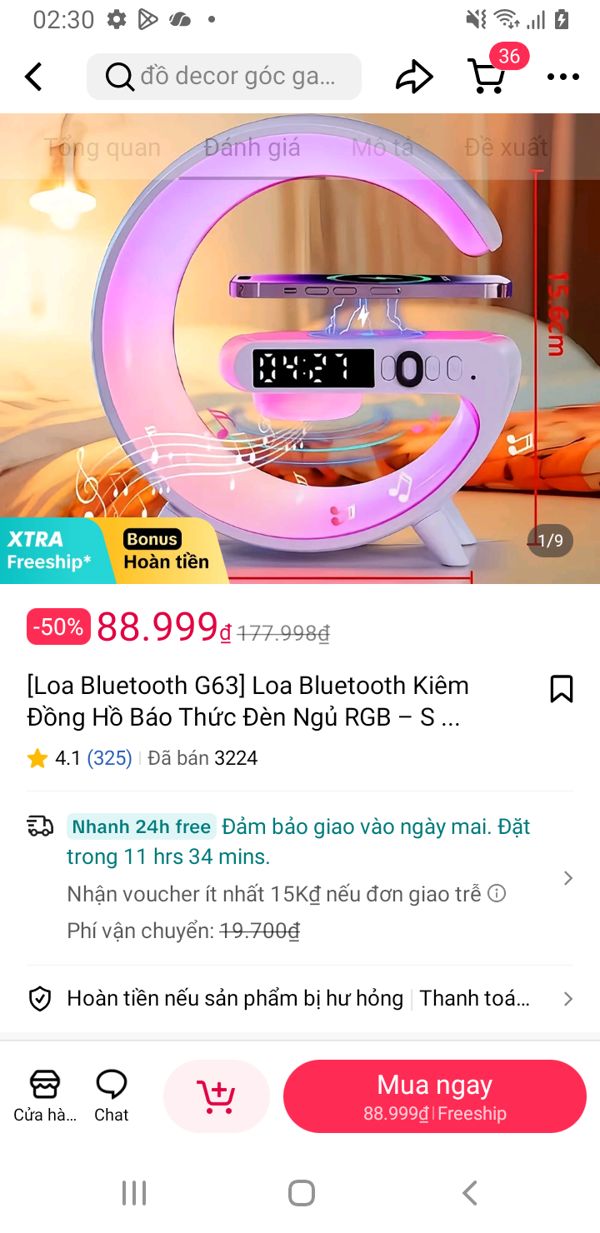 02:30
36
đồ decor góc ga...
Tổng quan Đánh giá Mô tả Đề xuất
15.6cm
04:27
XTRA
Freeship*
Bonus
Hoàn tiền
1/9
-50% 88.999₫ 177.998₫
[Loa Bluetooth G63] Loa Bluetooth Kiêm
Đồng Hồ Báo Thức Đèn Ngủ RGB – S ...
4.1 (325) Đã bán 3224
Nhanh 24h free Đảm bảo giao vào ngày mai. Đặt
trong 11 hrs 34 mins.
Nhận voucher ít nhất 15K₫ nếu đơn giao trễ
Phí vận chuyển: 19.700₫
Hoàn tiền nếu sản phẩm bị hư hỏng Thanh toá...
Cửa hà... Chat
Mua ngay
88.999₫ Freeship